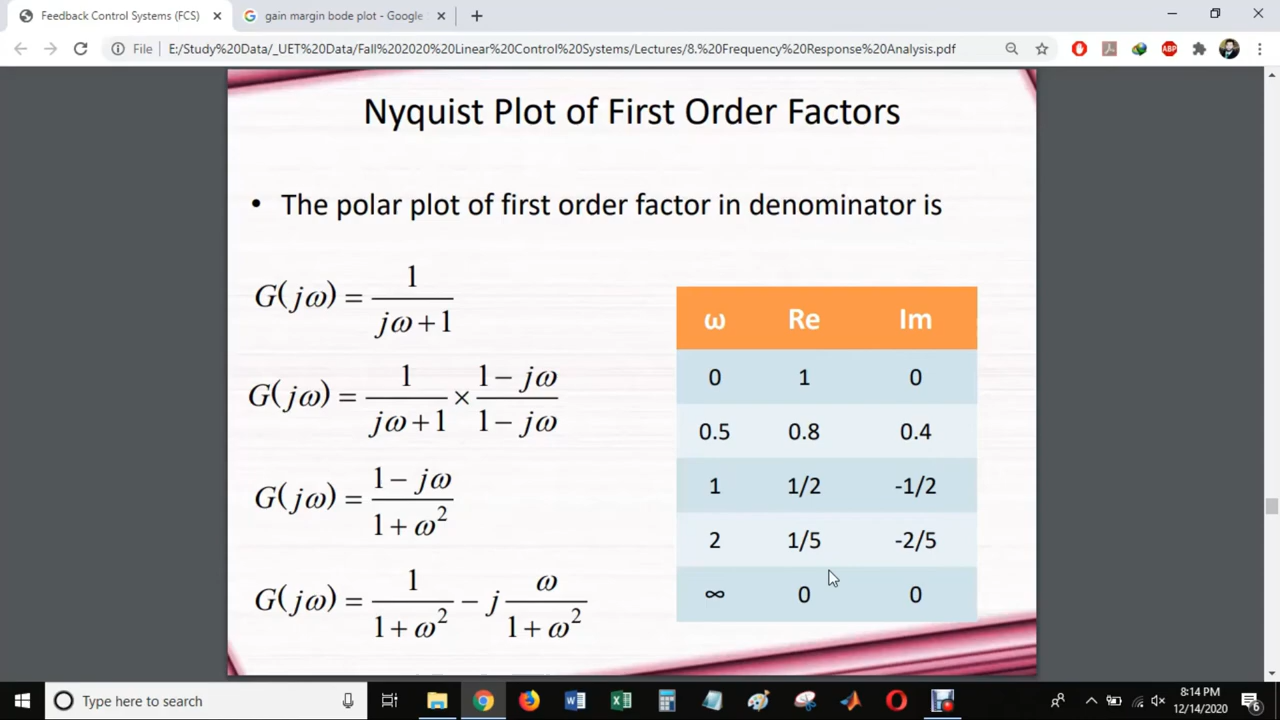 Feedback Control Systems (FCS)
gain margin bode plot - Google
File
E:/Study%20Data/_UET%20Data/Fall%202020%20Linear%20Control%20Systems/Lectures/8.%20Frequency%20Response%20Analysis.pdf
ABP
Nyquist Plot of First Order Factors
• The polar plot of first order factor in denominator is
G(jω) = 1 / (jω + 1)
G(jω) = 1 / (jω + 1) × (1 − jω) / (1 − jω)
G(jω) = (1 − jω) / (1 + ω²)
G(jω) = 1 / (1 + ω²) − j ω / (1 + ω²)
ω Re Im
0 1 0
0.5 0.8 0.4
1 1/2 -1/2
2 1/5 -2/5
∞ 0 0
Type here to search
8:14 PM
12/14/2020
6